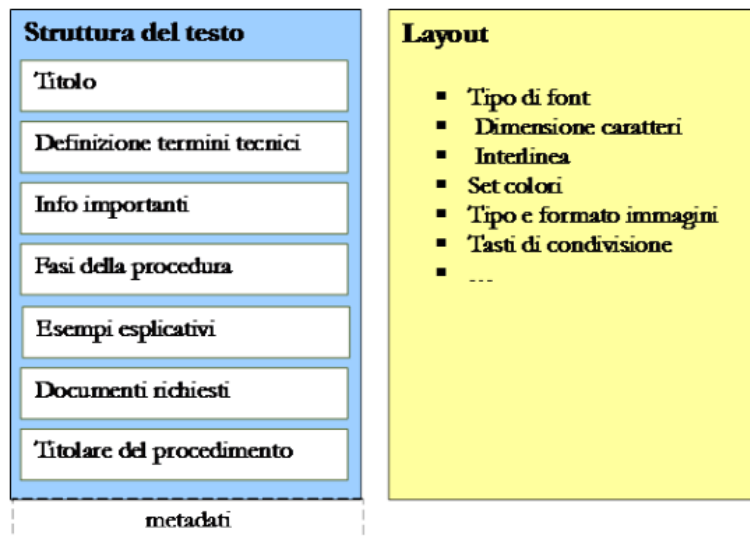 Struttura del testo
Titolo
Definizione termini tecnici
Info importanti
Fasi della procedura
Esempi esplicativi
Documenti richiesti
Titolare del procedimento
metadati
Layout
▪ Tipo di font
▪ Dimensione caratteri
▪ Interlinea
▪ Set colori
▪ Tipo e formato immagini
▪ Tasti di condivisione
▪ ...